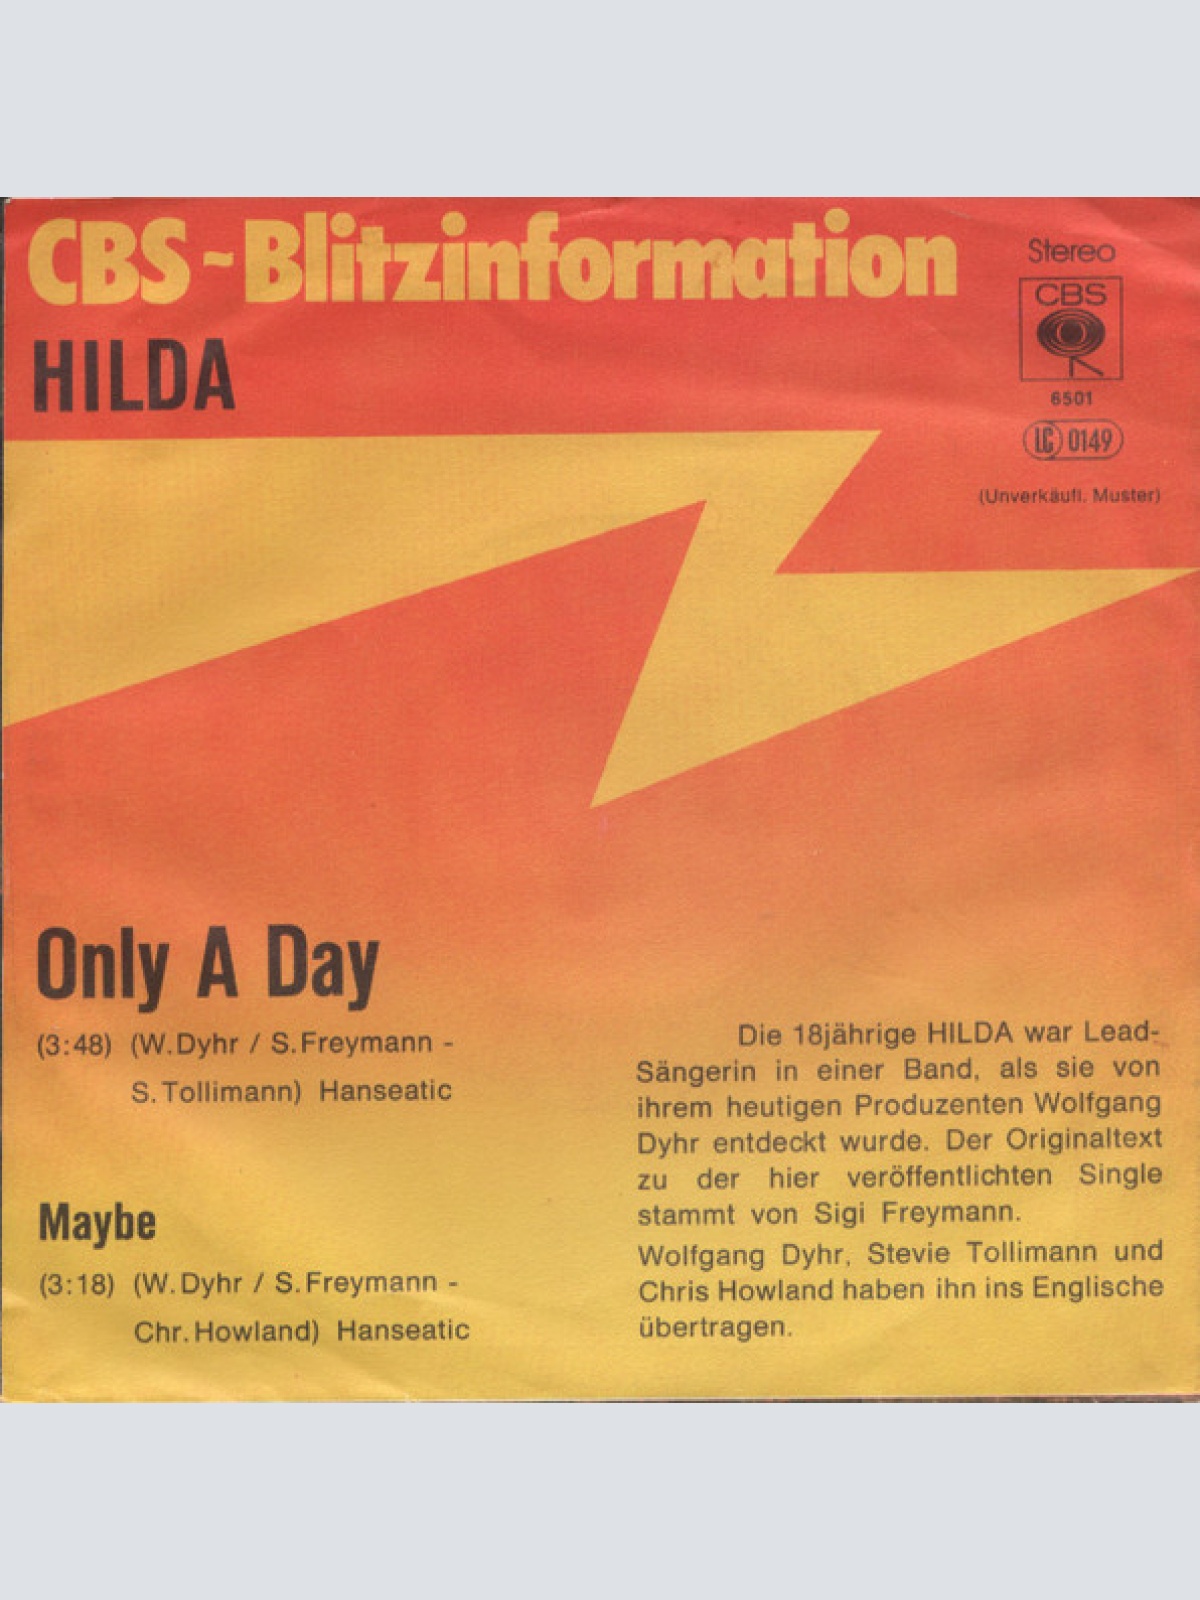 CBS ~ Blitzinformation
HILDA
Stereo
CBS
6501
LC 0149
(Unverkäufl. Muster)
Only A Day
(3:48) (W. Dyhr / S. Freymann -
S. Tollimann) Hanseatic
Maybe
(3:18) (W. Dyhr / S. Freymann -
Chr. Howland) Hanseatic
Die 18jährige HILDA war Lead-
Sängerin in einer Band, als sie von
ihrem heutigen Produzenten Wolfgang
Dyhr entdeckt wurde. Der Originaltext
zu der hier veröffentlichten Single
stammt von Sigi Freymann.
Wolfgang Dyhr, Stevie Tollimann und
Chris Howland haben ihn ins Englische
übertragen.